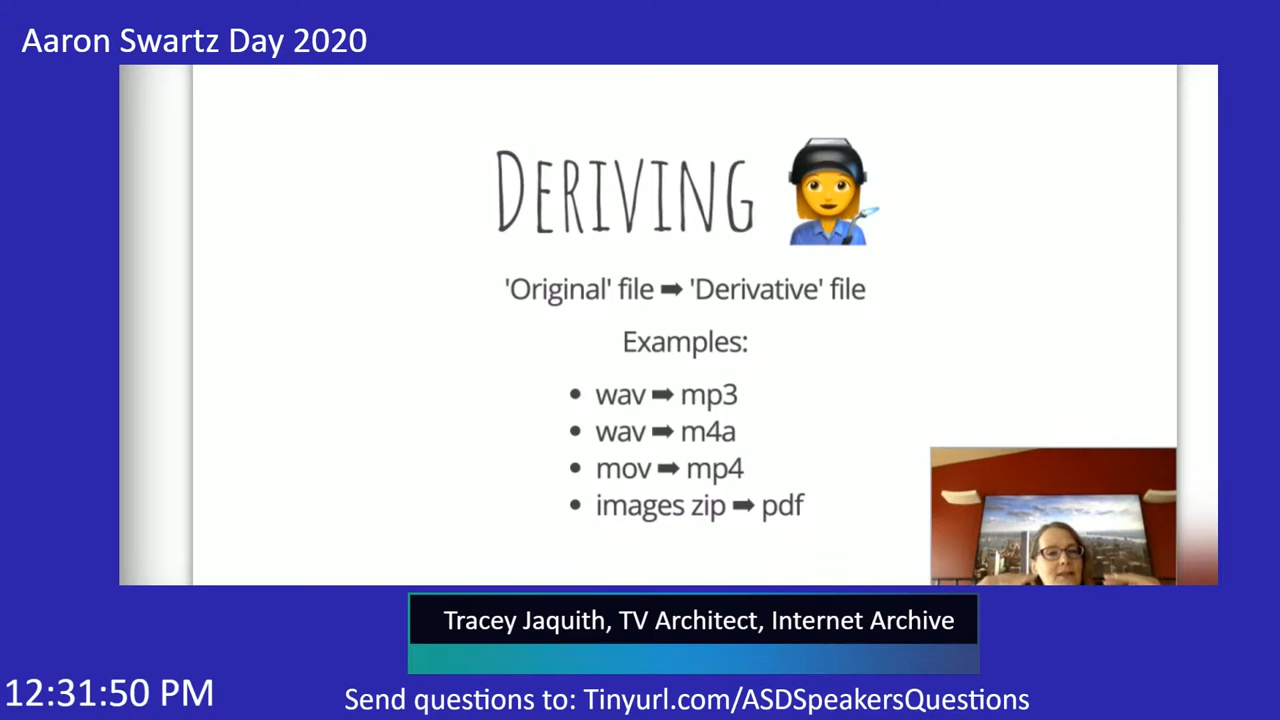 Aaron Swartz Day 2020
DERIVING
'Original' file ➡ 'Derivative' file
Examples:
• wav ➡ mp3
• wav ➡ m4a
• mov ➡ mp4
• images zip ➡ pdf
Tracey Jaquith, TV Architect, Internet Archive
12:31:50 PM
Send questions to: Tinyurl.com/ASDSpeakersQuestions